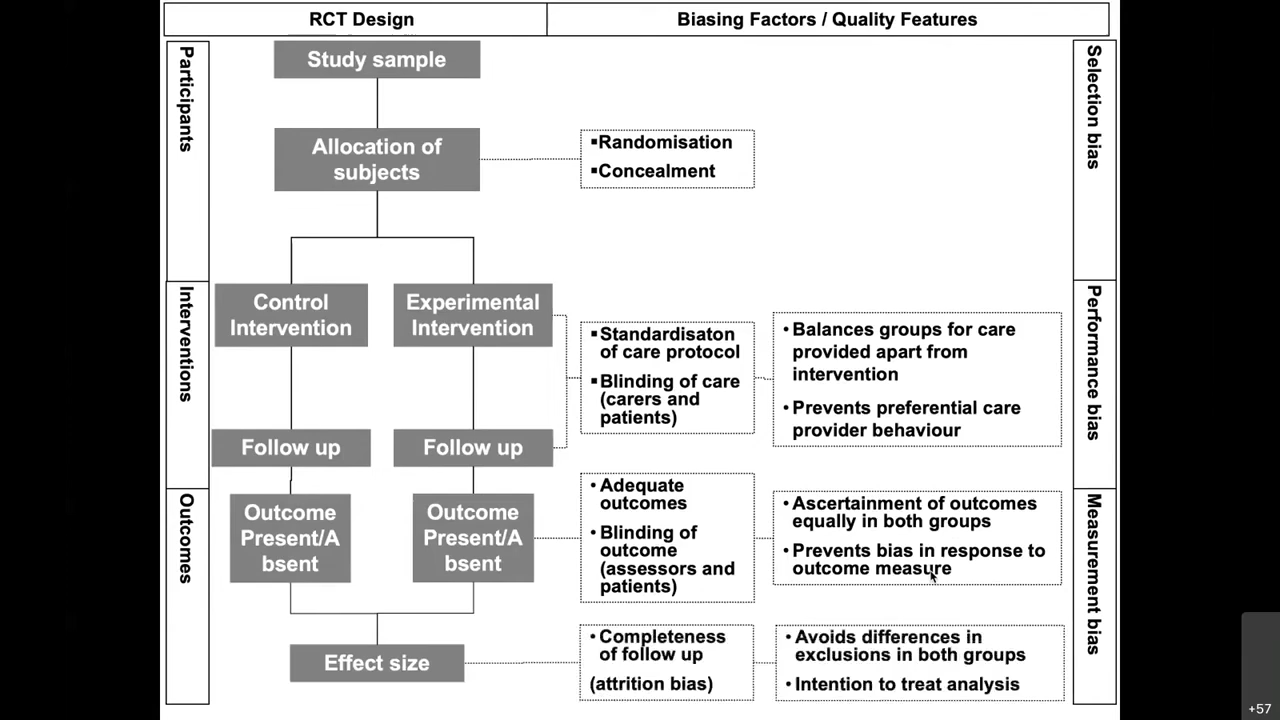 RCT Design
Biasing Factors / Quality Features
Participants
Study sample
Selection bias
Allocation of
subjects
▪Randomisation
▪Concealment
Interventions
Control
Intervention
Experimental
Intervention
▪Standardisaton
of care protocol
▪Blinding of care
(carers and
patients)
•Balances groups for care
provided apart from
intervention
•Prevents preferential care
provider behaviour
Performance bias
Follow up
Follow up
Outcomes
Outcome
Present/A
bsent
Outcome
Present/A
bsent
•Adequate
outcomes
•Blinding of
outcome
(assessors and
patients)
•Ascertainment of outcomes
equally in both groups
•Prevents bias in response to
outcome measure
Measurement bias
Effect size
•Completeness
of follow up
(attrition bias)
•Avoids differences in
exclusions in both groups
•Intention to treat analysis
+57